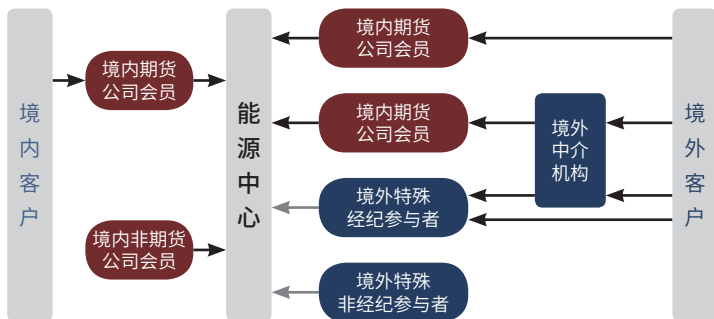 境内客户
境内期货
公司会员
境内非期货
公司会员
能源中心
境内期货
公司会员
境内期货
公司会员
境外特殊
经纪参与者
境外特殊
非经纪参与者
境外
中介
机构
境外客户